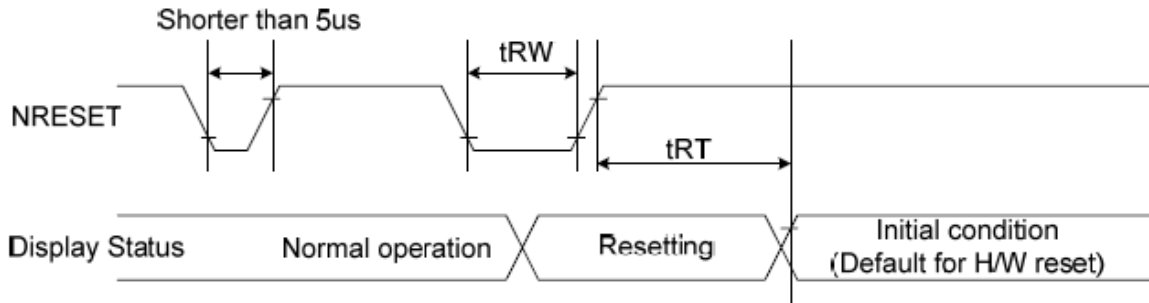 Shorter than 5us
tRW
NRESET
tRT
Display Status
Normal operation
Resetting
Initial condition
(Default for H/W reset)